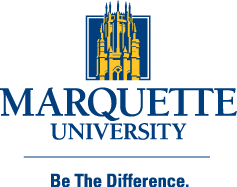 MARQUETTE
UNIVERSITY
Be The Difference.